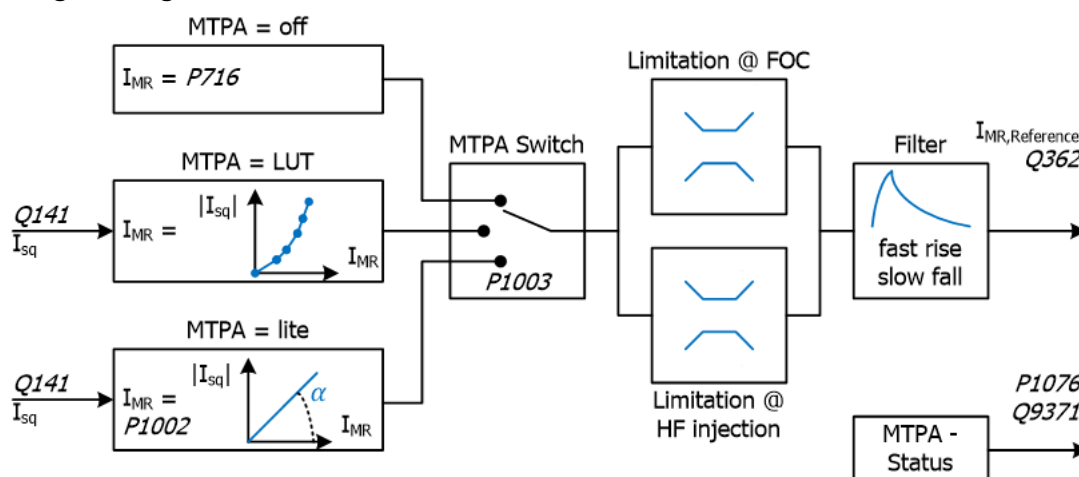 MTPA = off
I_MR = P716
MTPA = LUT
Q141
I_sq
I_MR =
|I_sq|
I_MR
MTPA = lite
Q141
I_sq
I_MR =
P1002
|I_sq|
α
I_MR
MTPA Switch
P1003
Limitation @ FOC
Limitation @
HF injection
Filter
fast rise
slow fall
I_MR,Reference
Q362
P1076
Q9371
MTPA -
Status